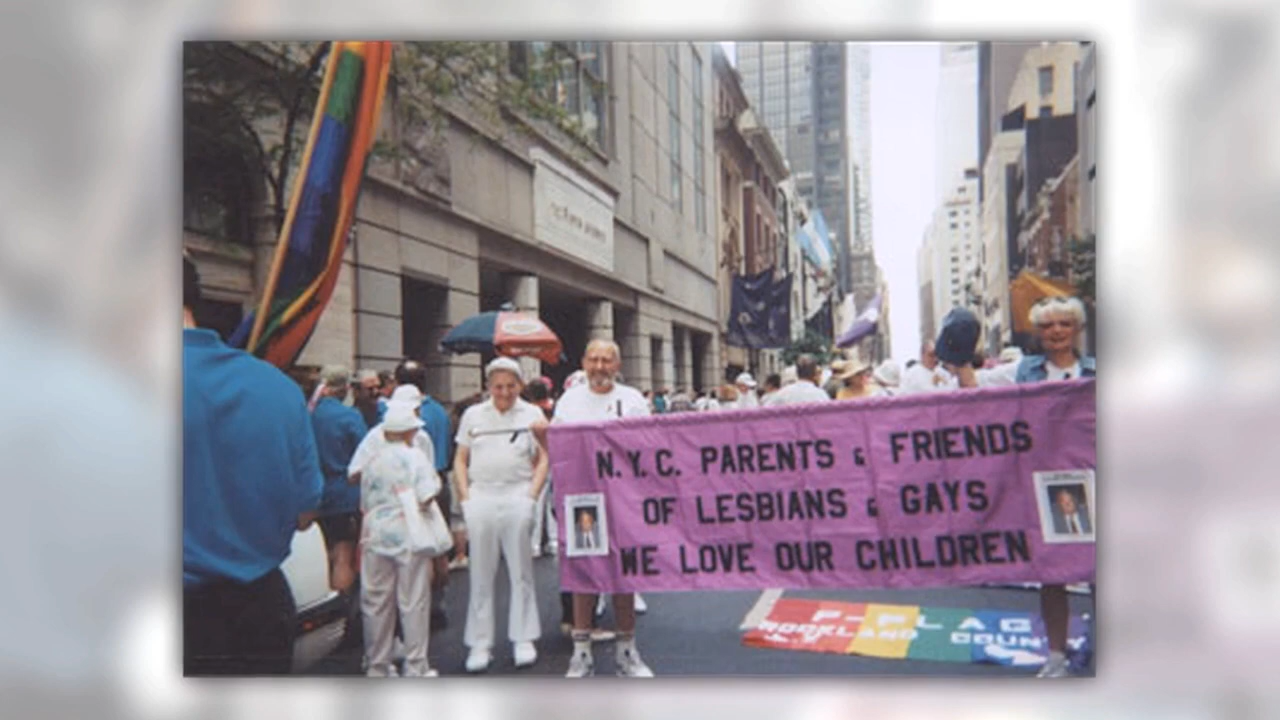 N.Y.C. PARENTS & FRIENDS
OF LESBIANS & GAYS
WE LOVE OUR CHILDREN
P-FLAG
ROCKLAND COUNTY